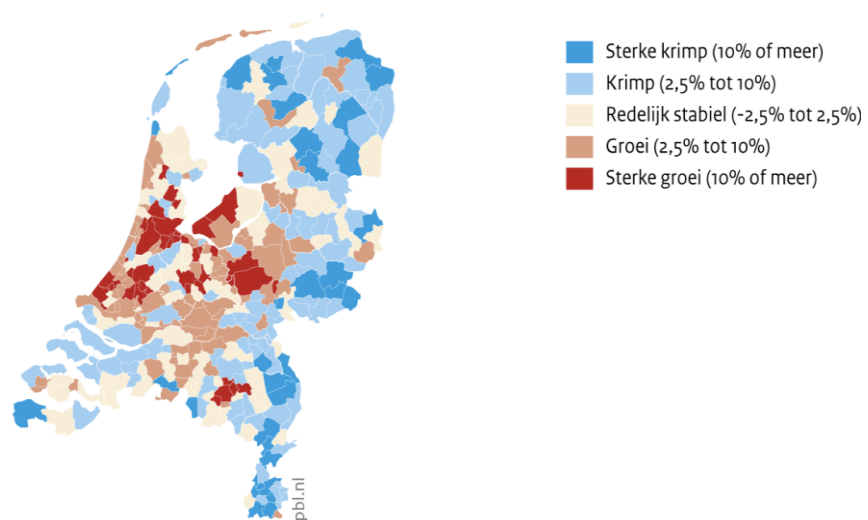 Sterke krimp (10% of meer)
Krimp (2,5% tot 10%)
Redelijk stabiel (-2,5% tot 2,5%)
Groei (2,5% tot 10%)
Sterke groei (10% of meer)
pbl.nl